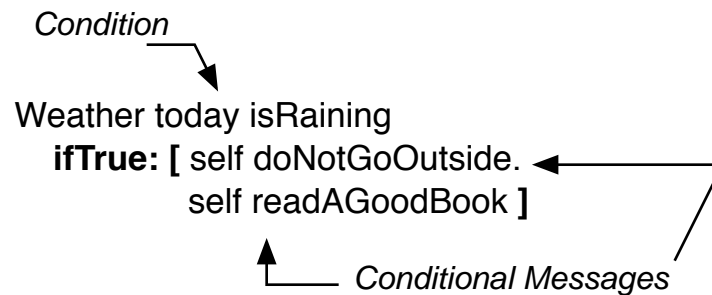 Condition
Weather today isRaining
ifTrue: [ self doNotGoOutside.
self readAGoodBook ]
Conditional Messages